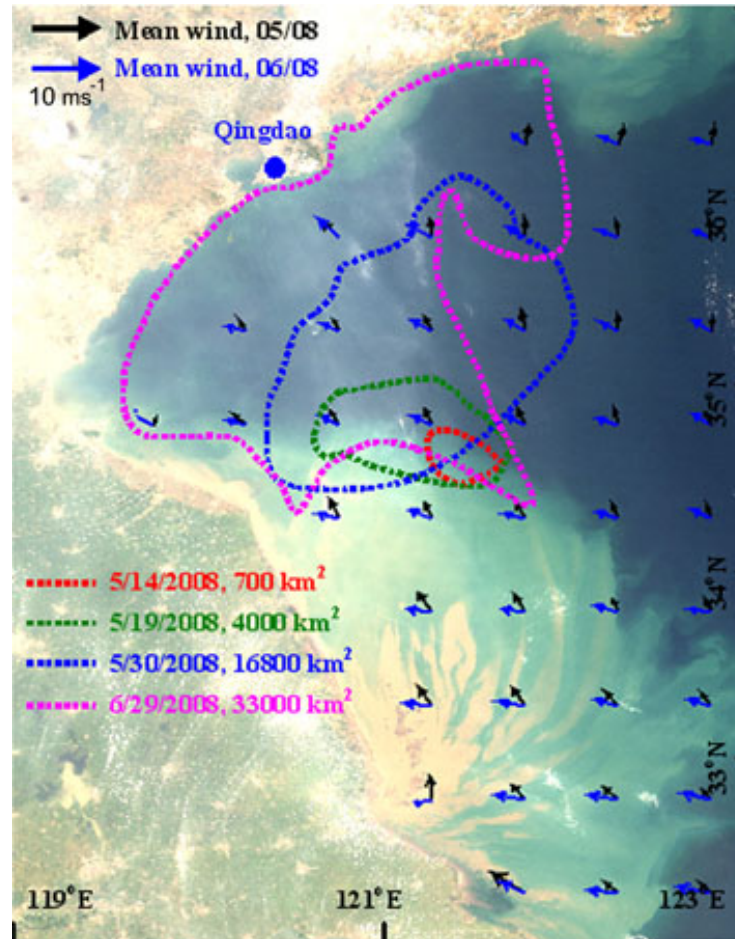 Mean wind, 05/08
Mean wind, 06/08
10 ms⁻¹
Qingdao
36°N
35°N
5/14/2008, 700 km²
5/19/2008, 4000 km²
34°N
5/30/2008, 16800 km²
6/29/2008, 33000 km²
33°N
119°E
121°E
123°E